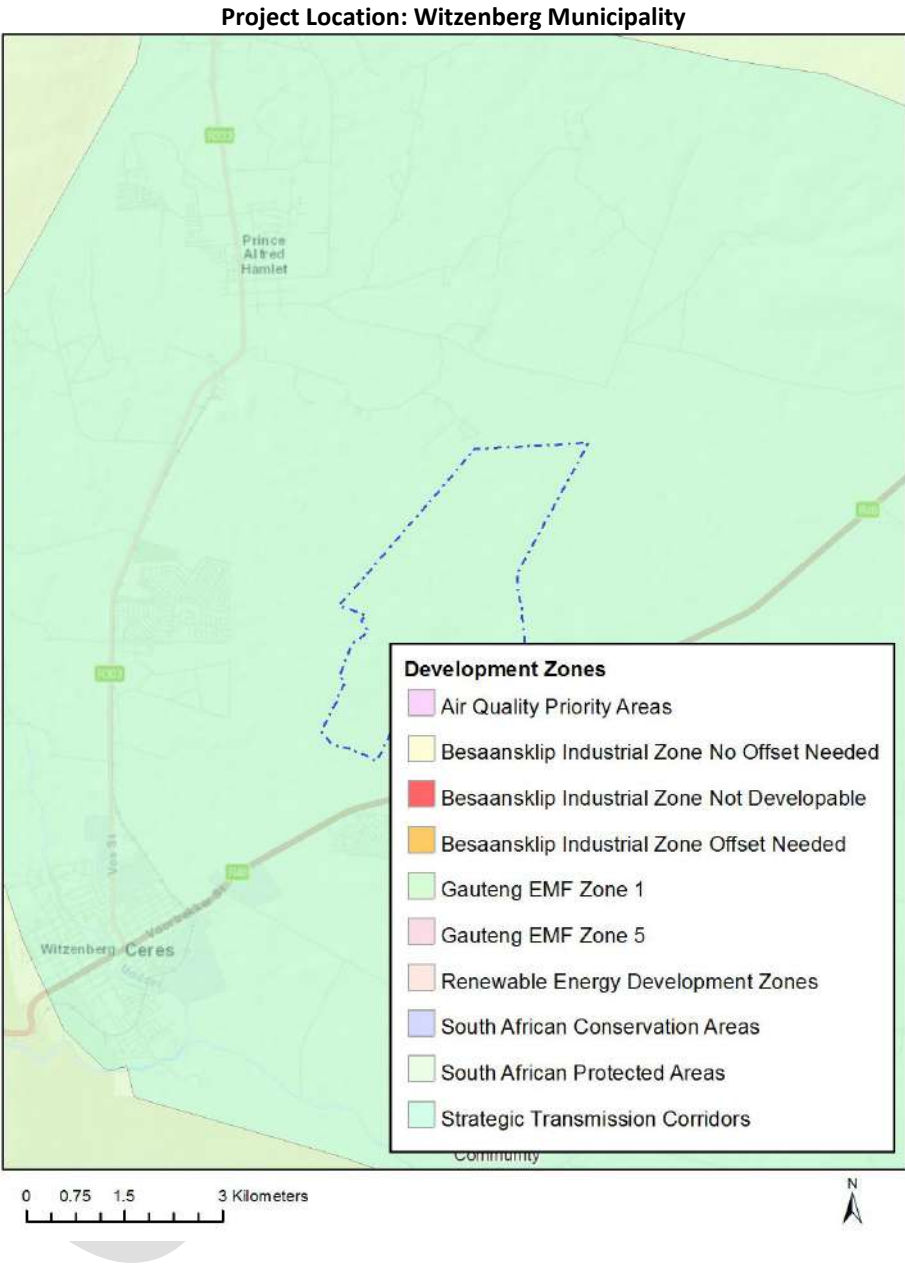 Project Location: Witzenberg Municipality
R303
Prince
Alfred
Hamlet
R46
R303
Vos St
R46
Voortrekker St
Witzenberg Ceres
Development Zones
Air Quality Priority Areas
Besaansklip Industrial Zone No Offset Needed
Besaansklip Industrial Zone Not Developable
Besaansklip Industrial Zone Offset Needed
Gauteng EMF Zone 1
Gauteng EMF Zone 5
Renewable Energy Development Zones
South African Conservation Areas
South African Protected Areas
Strategic Transmission Corridors
Community
0 0.75 1.5 3 Kilometers
N